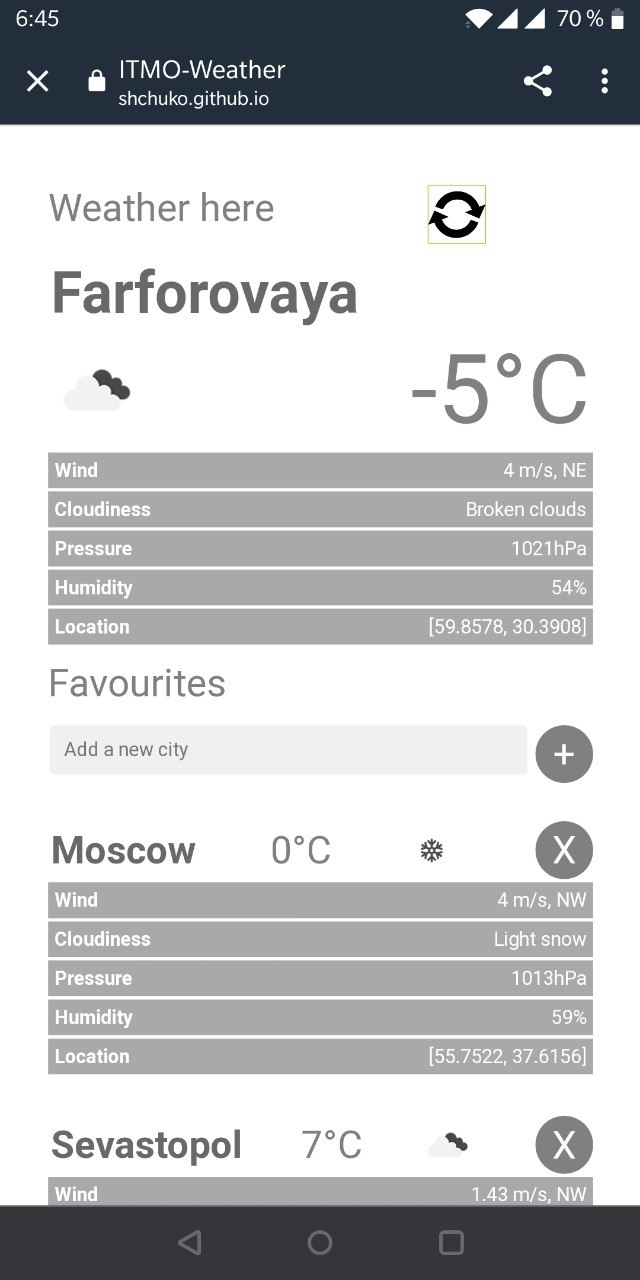 6:45 70 %
ITMO-Weather
shchuko.github.io
Weather here
Farforovaya
-5°C
Wind 4 m/s, NE
Cloudiness Broken clouds
Pressure 1021hPa
Humidity 54%
Location [59.8578, 30.3908]
Favourites
Add a new city +
Moscow 0°C X
Wind 4 m/s, NW
Cloudiness Light snow
Pressure 1013hPa
Humidity 59%
Location [55.7522, 37.6156]
Sevastopol 7°C X
Wind 1.43 m/s, NW